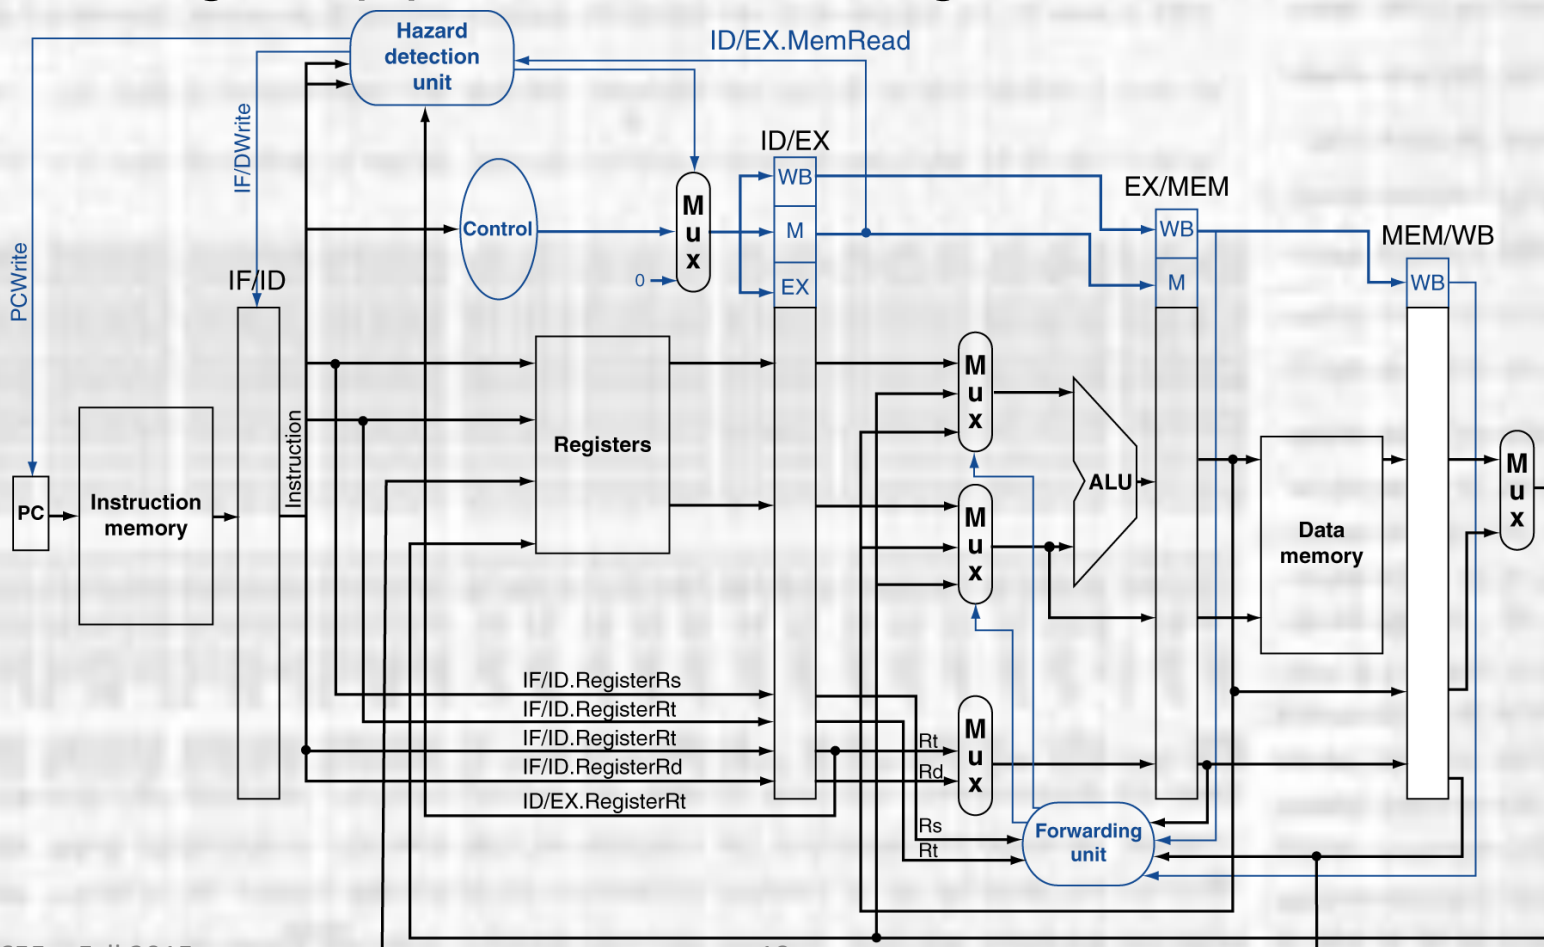 Hazard
detection
unit
ID/EX.MemRead
IF/DWrite
PCWrite
ID/EX
WB
M
EX
EX/MEM
WB
M
MEM/WB
WB
Control
M
u
x
0
IF/ID
Instruction
PC
Instruction
memory
Registers
M
u
x
M
u
x
ALU
Data
memory
M
u
x
IF/ID.RegisterRs
IF/ID.RegisterRt
IF/ID.RegisterRt
IF/ID.RegisterRd
ID/EX.RegisterRt
Rt
Rd
M
u
x
Rs
Rt
Forwarding
unit